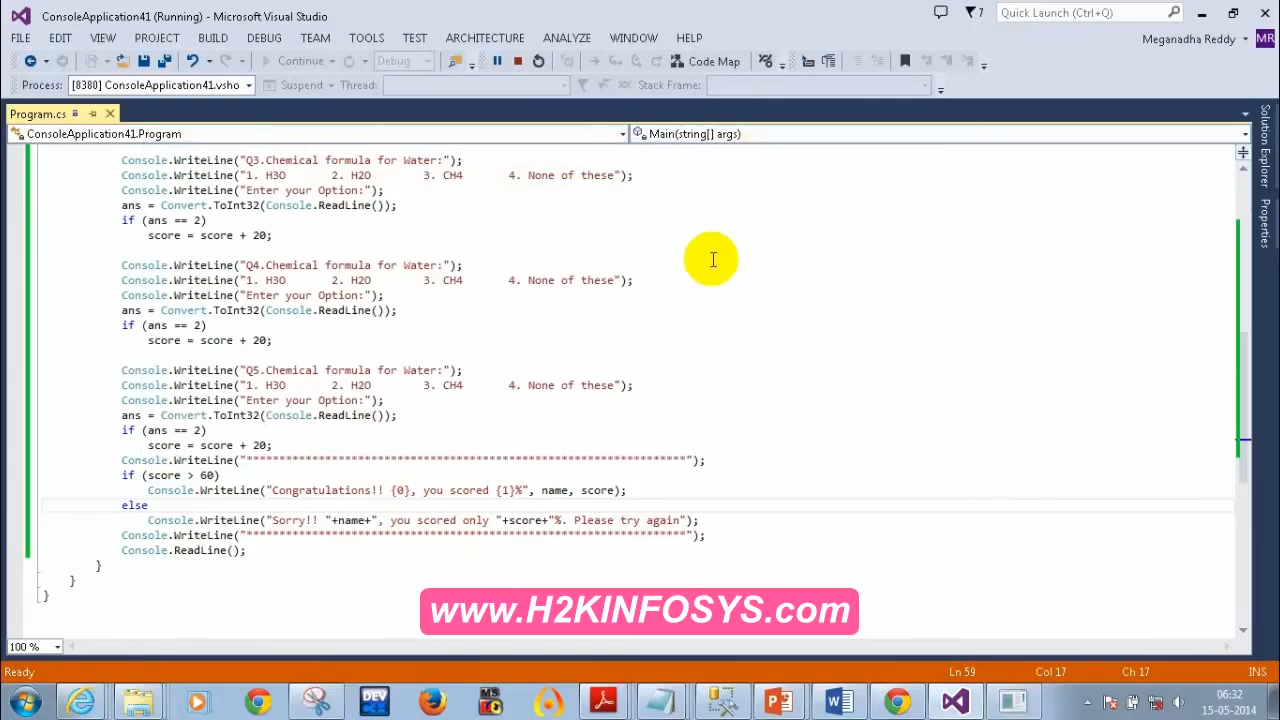 ConsoleApplication41 (Running) - Microsoft Visual Studio
7
Quick Launch (Ctrl+Q)
FILE EDIT VIEW PROJECT BUILD DEBUG TEAM TOOLS TEST ARCHITECTURE ANALYZE WINDOW HELP
Meganadha Reddy
MR
Continue
Debug
Code Map
Process: [8380] ConsoleApplication41.vsho
Suspend
Thread:
Stack Frame:
Program.cs
ConsoleApplication41.Program
Main(string[] args)
Solution Explorer
Properties
Console.WriteLine("Q3.Chemical formula for Water:");
Console.WriteLine("1. H3O 2. H2O 3. CH4 4. None of these");
Console.WriteLine("Enter your Option:");
ans = Convert.ToInt32(Console.ReadLine());
if (ans == 2)
score = score + 20;
Console.WriteLine("Q4.Chemical formula for Water:");
Console.WriteLine("1. H3O 2. H2O 3. CH4 4. None of these");
Console.WriteLine("Enter your Option:");
ans = Convert.ToInt32(Console.ReadLine());
if (ans == 2)
score = score + 20;
Console.WriteLine("Q5.Chemical formula for Water:");
Console.WriteLine("1. H3O 2. H2O 3. CH4 4. None of these");
Console.WriteLine("Enter your Option:");
ans = Convert.ToInt32(Console.ReadLine());
if (ans == 2)
score = score + 20;
Console.WriteLine("*******************************************************************");
if (score > 60)
Console.WriteLine("Congratulations!! {0}, you scored {1}%", name, score);
else
Console.WriteLine("Sorry!! "+name+", you scored only "+score+"%. Please try again");
Console.WriteLine("*******************************************************************");
Console.ReadLine();
}
}
}
www.H2KINFOSYS.com
100 %
Ready
Ln 59
Col 17
Ch 17
INS
DEV
MS
06:32
15-05-2014